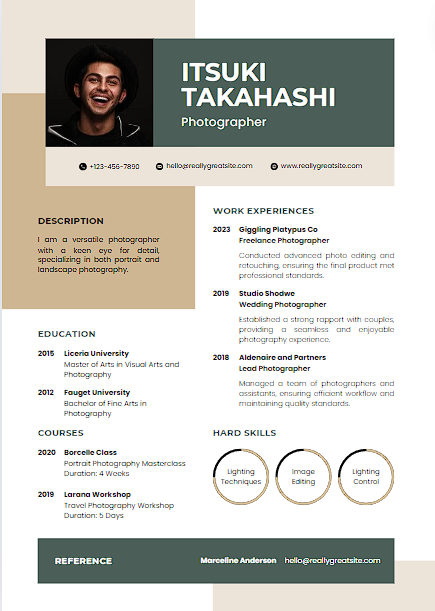 ITSUKI
TAKAHASHI
Photographer
+123-456-7890
hello@reallygreatsite.com
www.reallygreatsite.com
DESCRIPTION
I am a versatile photographer
with a keen eye for detail,
specializing in both portrait and
landscape photography.
EDUCATION
2015 Liceria University
Master of Arts in Visual Arts and
Photography
2012 Fauget University
Bachelor of Fine Arts in
Photography
COURSES
2020 Borcelle Class
Portrait Photography Masterclass
Duration: 4 Weeks
2019 Larana Workshop
Travel Photography Workshop
Duration: 5 Days
WORK EXPERIENCES
2023 Giggling Platypus Co
Freelance Photographer
Conducted advanced photo editing and
retouching, ensuring the final product met
professional standards.
2019 Studio Shodwe
Wedding Photographer
Established a strong rapport with couples,
providing a seamless and enjoyable
photography experience.
2018 Aldenaire and Partners
Lead Photographer
Managed a team of photographers and
assistants, ensuring efficient workflow and
maintaining quality standards.
HARD SKILLS
Lighting
Techniques
Image
Editing
Lighting
Control
REFERENCE
Marceline Anderson hello@reallygreatsite.com